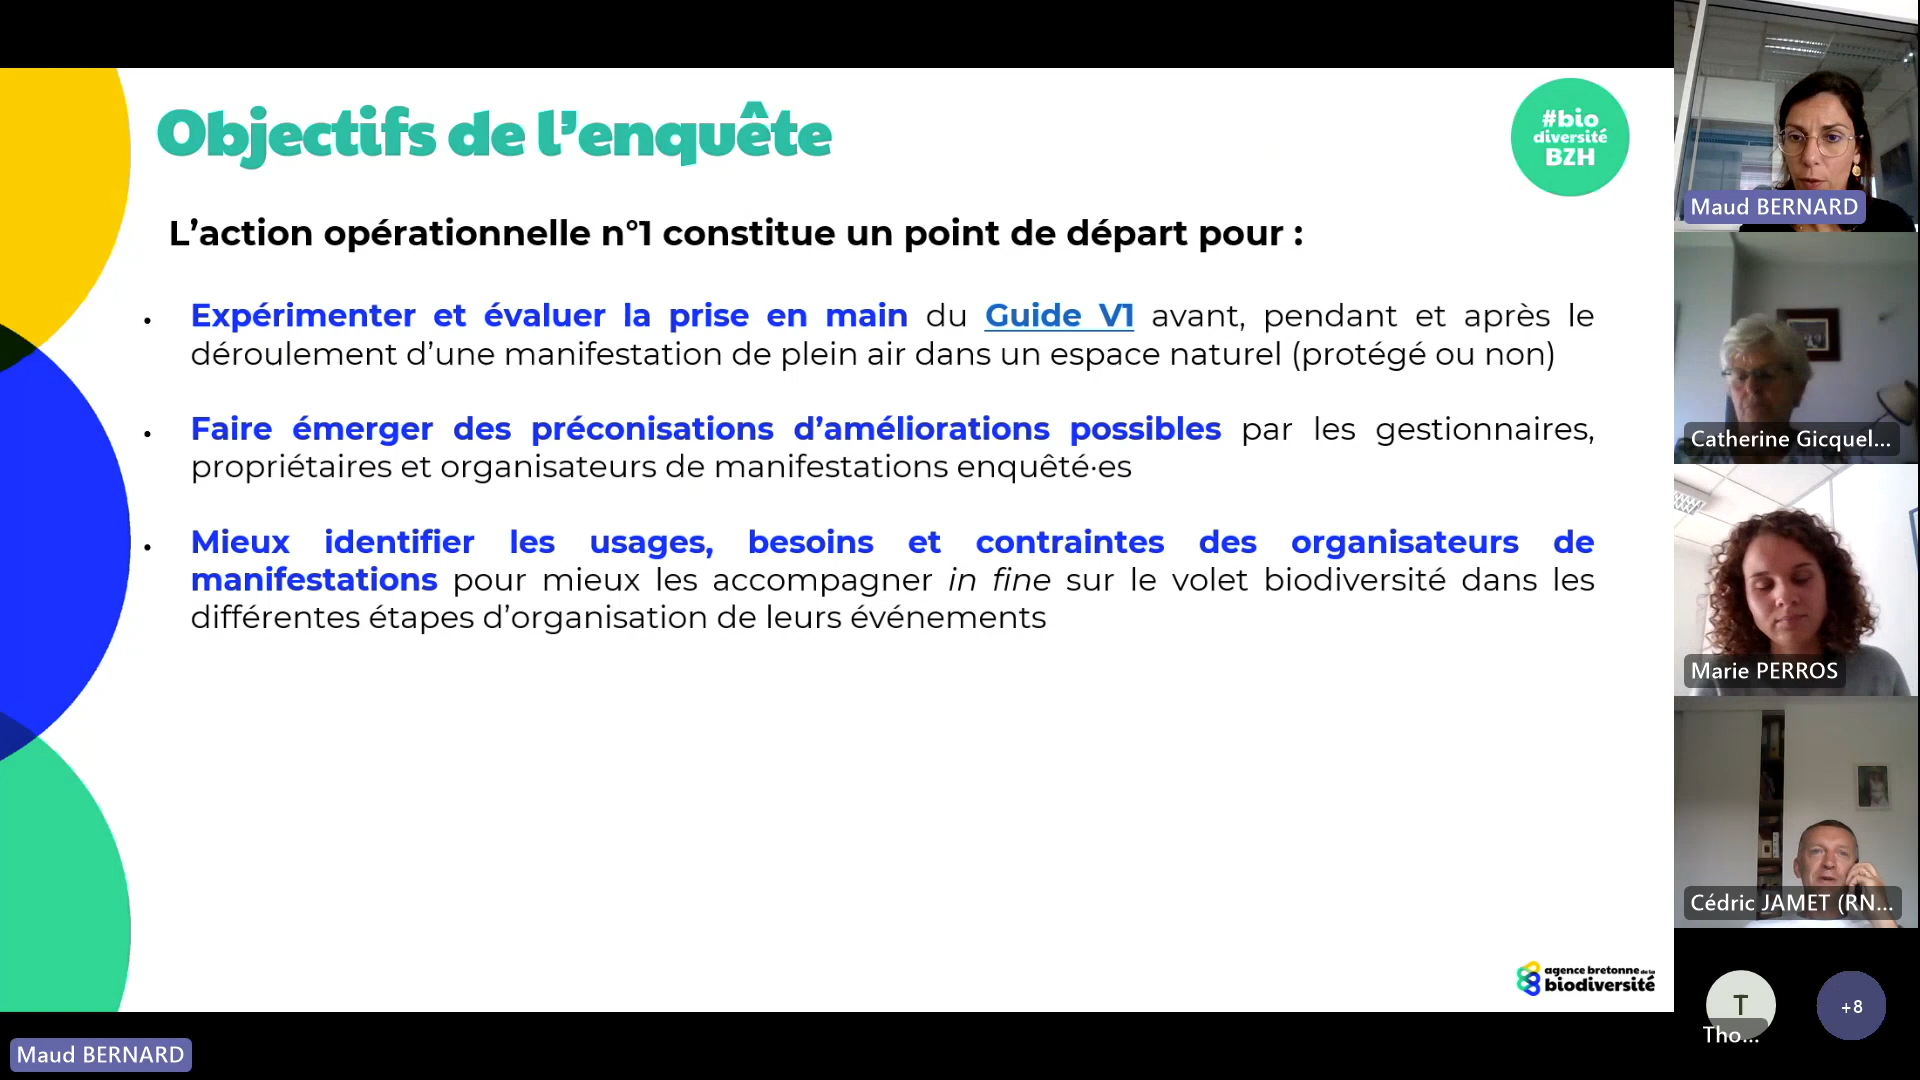 Objectifs de l’enquête
#bio
diversité
BZH
L’action opérationnelle n°1 constitue un point de départ pour :
• Expérimenter et évaluer la prise en main du Guide V1 avant, pendant et après le
déroulement d’une manifestation de plein air dans un espace naturel (protégé ou non)
• Faire émerger des préconisations d’améliorations possibles par les gestionnaires,
propriétaires et organisateurs de manifestations enquêté·es
• Mieux identifier les usages, besoins et contraintes des organisateurs de
manifestations pour mieux les accompagner in fine sur le volet biodiversité dans les
différentes étapes d’organisation de leurs événements
agence bretonne de la
biodiversité
Maud BERNARD
Maud BERNARD
Catherine Gicquel...
Marie PERROS
Cédric JAMET (RN...
T
Tho...
+8